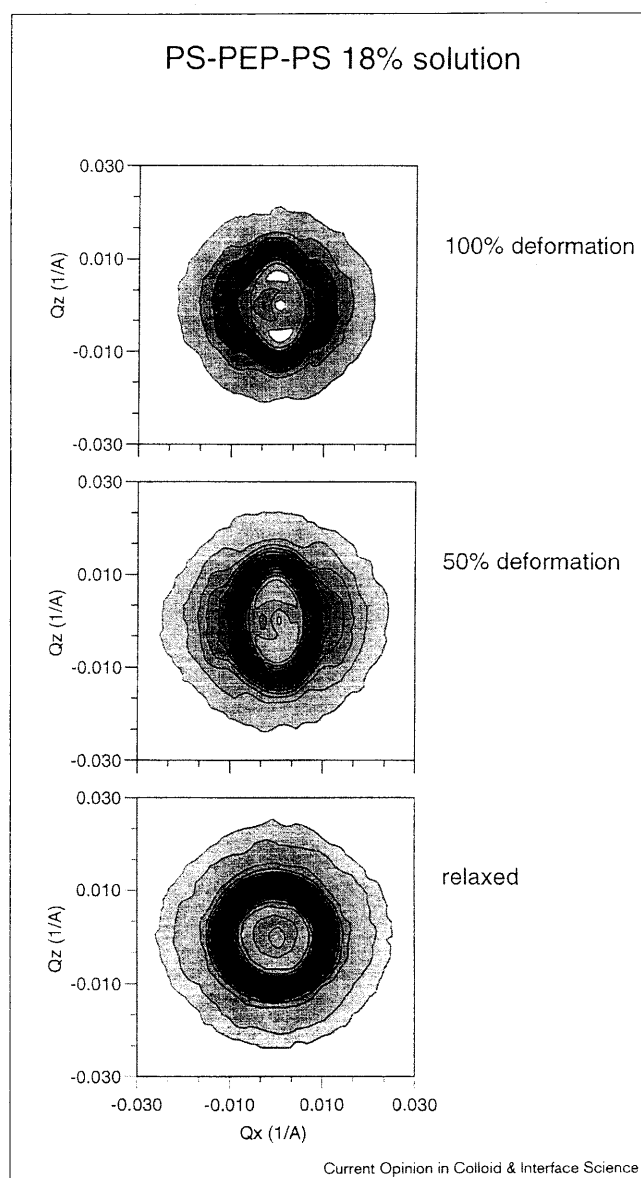 PS-PEP-PS 18% solution
0.030
0.010
-0.010
-0.030
Qz (1/A)
100% deformation
0.030
0.010
-0.010
-0.030
Qz (1/A)
50% deformation
0.030
0.010
-0.010
-0.030
Qz (1/A)
relaxed
-0.030 -0.010 0.010 0.030
Qx (1/A)
Current Opinion in Colloid & Interface Science